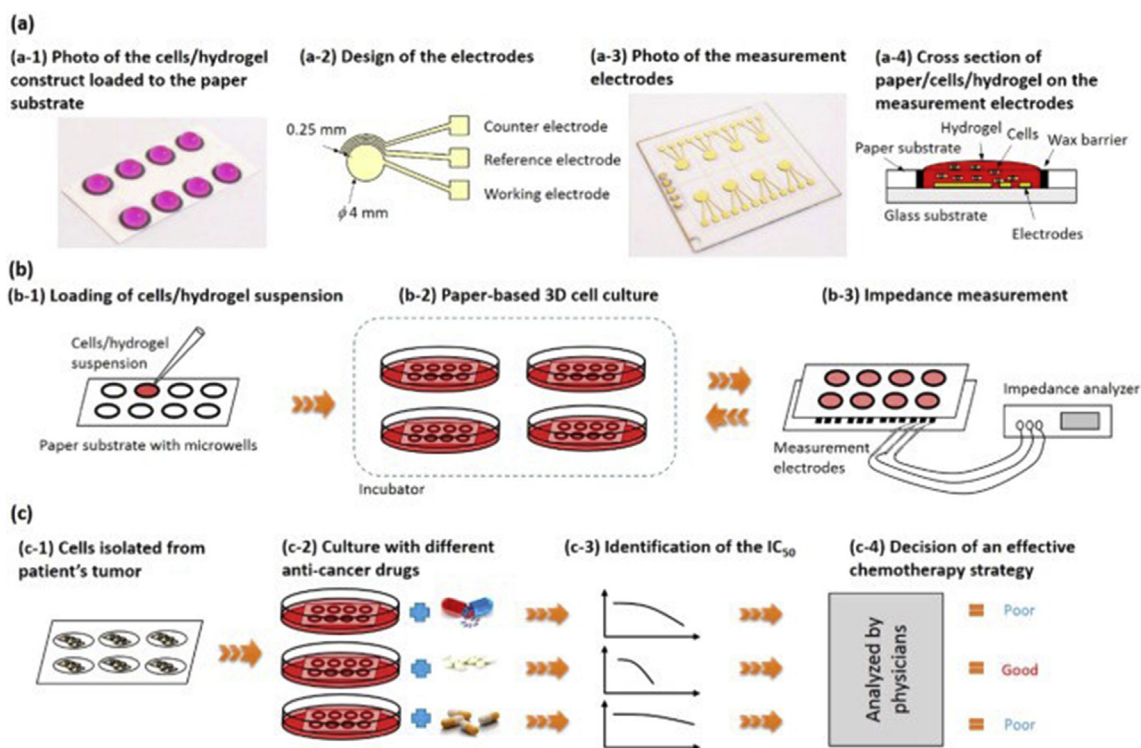 (a)
(a-1) Photo of the cells/hydrogel
construct loaded to the paper
substrate
(a-2) Design of the electrodes
0.25 mm
Counter electrode
Reference electrode
Working electrode
ϕ4 mm
(a-3) Photo of the measurement
electrodes
(a-4) Cross section of
paper/cells/hydrogel on the
measurement electrodes
Hydrogel
Cells
Paper substrate
Wax barrier
Glass substrate
Electrodes
(b)
(b-1) Loading of cells/hydrogel suspension
Cells/hydrogel
suspension
Paper substrate with microwells
(b-2) Paper-based 3D cell culture
Incubator
(b-3) Impedance measurement
Impedance analyzer
Measurement
electrodes
(c)
(c-1) Cells isolated from
patient's tumor
(c-2) Culture with different
anti-cancer drugs
(c-3) Identification of the IC50
(c-4) Decision of an effective
chemotherapy strategy
Analyzed by
physicians
Poor
Good
Poor